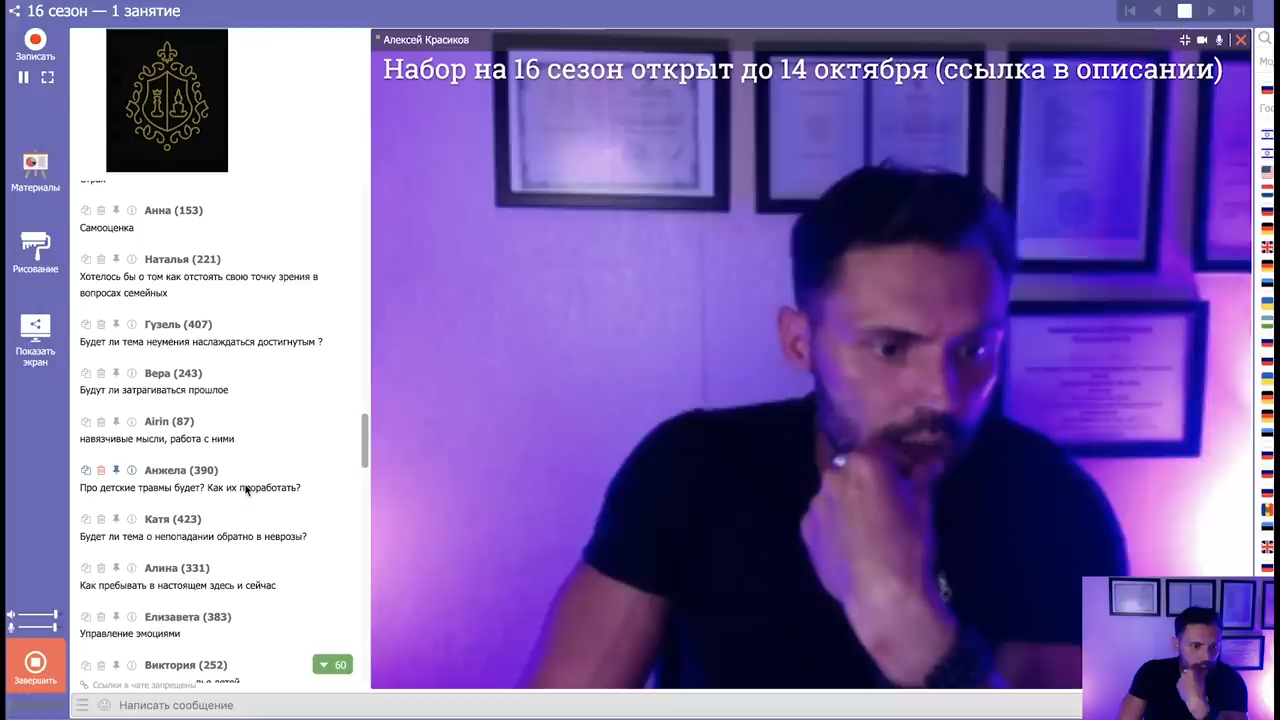 16 сезон — 1 занятие
Записать
Материалы
Рисование
Показать
экран
Завершить
Страх
Анна (153)
Самооценка
Наталья (221)
Хотелось бы о том как отстоять свою точку зрения в
вопросах семейных
Гузель (407)
Будет ли тема неумения наслаждаться достигнутым ?
Вера (243)
Будут ли затрагиваться прошлое
Airin (87)
навязчивые мысли, работа с ними
Анжела (390)
Про детские травмы будет? Как их проработать?
Катя (423)
Будет ли тема о непопадании обратно в неврозы?
Алина (331)
Как пребывать в настоящем здесь и сейчас
Елизавета (383)
Управление эмоциями
Виктория (252)
60
Ссылки в чате запрещены
Написать сообщение
Алексей Красиков
Набор на 16 сезон открыт до 14 октября (ссылка в описании)